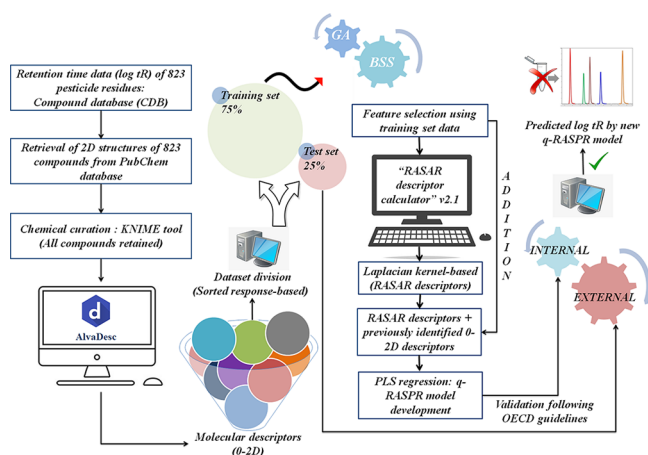 Retention time data (log tR) of 823
pesticide residues:
Compound database (CDB)
Retrieval of 2D structures of 823
compounds from PubChem
database
Chemical curation : KNIME tool
(All compounds retained)
d
AlvaDesc
Molecular descriptors
(0-2D)
Dataset division
(Sorted response-based)
Training set
75%
Test set
25%
GA
BSS
Feature selection using
training set data
"RASAR
descriptor
calculator" v2.1
ADDITION
Laplacian kernel-based
(RASAR descriptors)
RASAR descriptors +
previously identified 0-
2D descriptors
PLS regression: q-
RASPR model
development
Validation following
OECD guidelines
INTERNAL
EXTERNAL
Predicted log tR by new
q-RASPR model